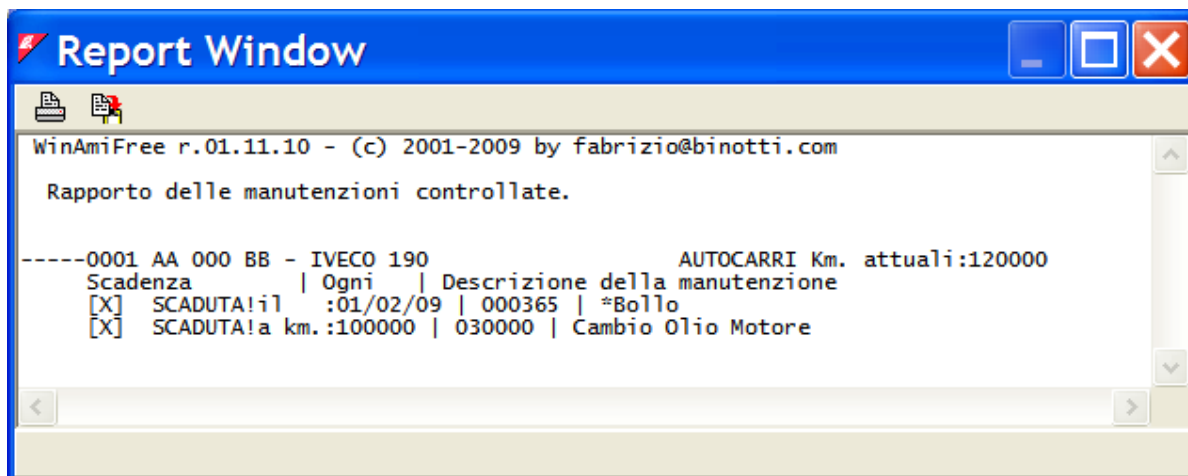 Report Window
WinAmiFree r.01.11.10 - (c) 2001-2009 by fabrizio@binotti.com
Rapporto delle manutenzioni controllate.
-----0001 AA 000 BB - IVECO 190 AUTOCARRI Km. attuali:120000
Scadenza | Ogni | Descrizione della manutenzione
[X] SCADUTA!il :01/02/09 | 000365 | *Bollo
[X] SCADUTA!a km.:100000 | 030000 | Cambio Olio Motore